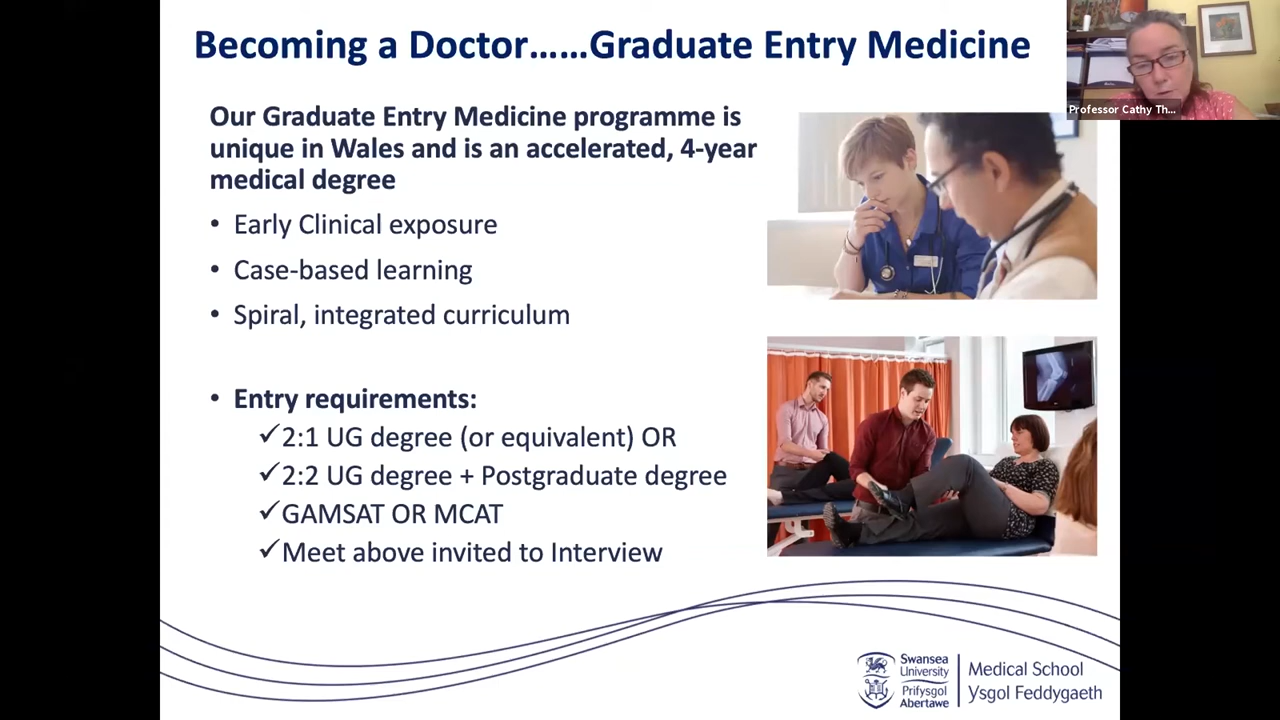 Becoming a Doctor......Graduate Entry Medicine
Professor Cathy Th...
Our Graduate Entry Medicine programme is
unique in Wales and is an accelerated, 4-year
medical degree
• Early Clinical exposure
• Case-based learning
• Spiral, integrated curriculum
• Entry requirements:
✓2:1 UG degree (or equivalent) OR
✓2:2 UG degree + Postgraduate degree
✓GAMSAT OR MCAT
✓Meet above invited to Interview
Swansea
University
Prifysgol
Abertawe
Medical School
Ysgol Feddygaeth